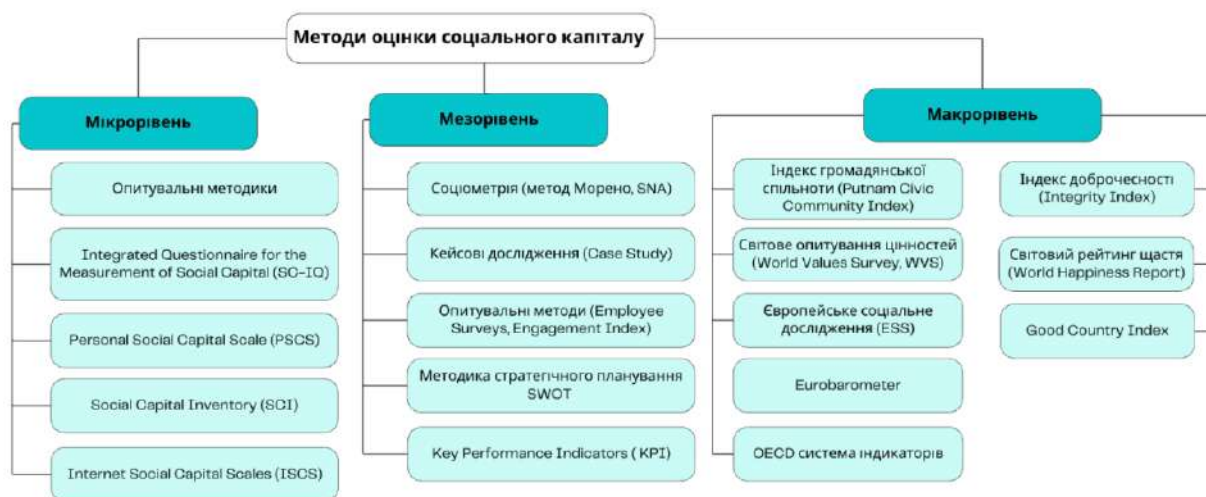 Методи оцінки соціального капіталу
Мікрорівень
Опитувальні методики
Integrated Questionnaire for the
Measurement of Social Capital (SC-IQ)
Personal Social Capital Scale (PSCS)
Social Capital Inventory (SCI)
Internet Social Capital Scales (ISCS)
Мезорівень
Соціометрія (метод Морено, SNA)
Кейсові дослідження (Case Study)
Опитувальні методи (Employee
Surveys, Engagement Index)
Методика стратегічного планування
SWOT
Key Performance Indicators ( KPI)
Макрорівень
Індекс громадянської
спільноти (Putnam Civic
Community Index)
Світове опитування цінностей
(World Values Survey, WVS)
Європейське соціальне
дослідження (ESS)
Eurobarometer
OECD система індикаторів
Індекс доброчесності
(Integrity Index)
Світовий рейтинг щастя
(World Happiness Report)
Good Country Index